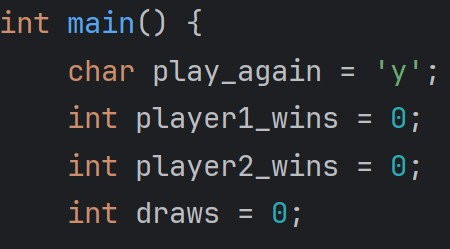 int main() {
    char play_again = 'y';
    int player1_wins = 0;
    int player2_wins = 0;
    int draws = 0;